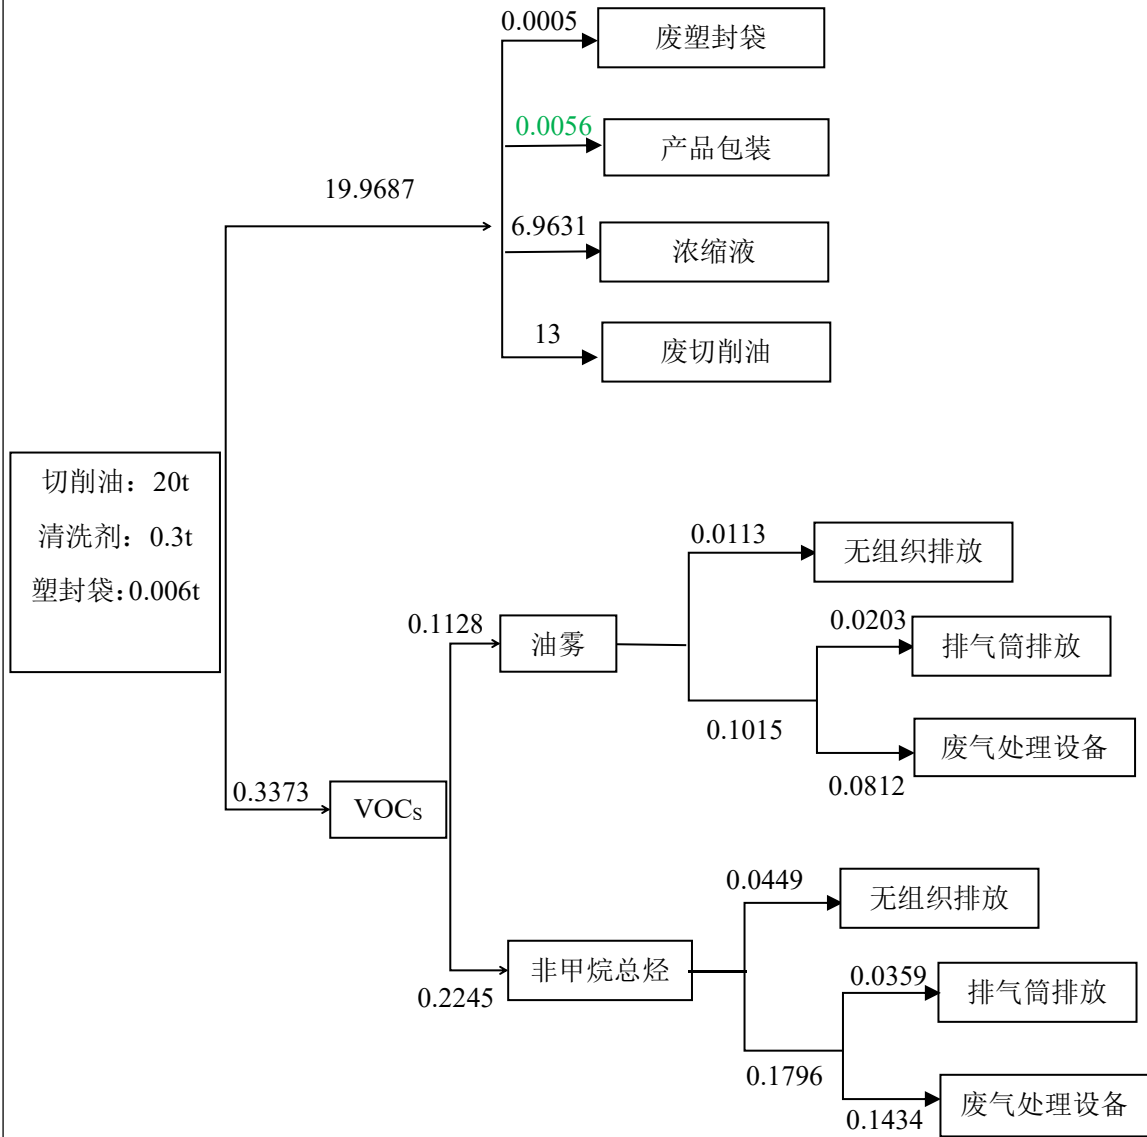 0.0005
废塑封袋
0.0056
产品包装
19.9687
6.9631
浓缩液
13
废切削油
切削油：20t
清洗剂：0.3t
塑封袋：0.006t
0.0113
无组织排放
0.1128
油雾
0.0203
排气筒排放
0.1015
废气处理设备
0.0812
0.3373
VOCS
0.0449
无组织排放
非甲烷总烃
0.2245
0.0359
排气筒排放
0.1796
废气处理设备
0.1434